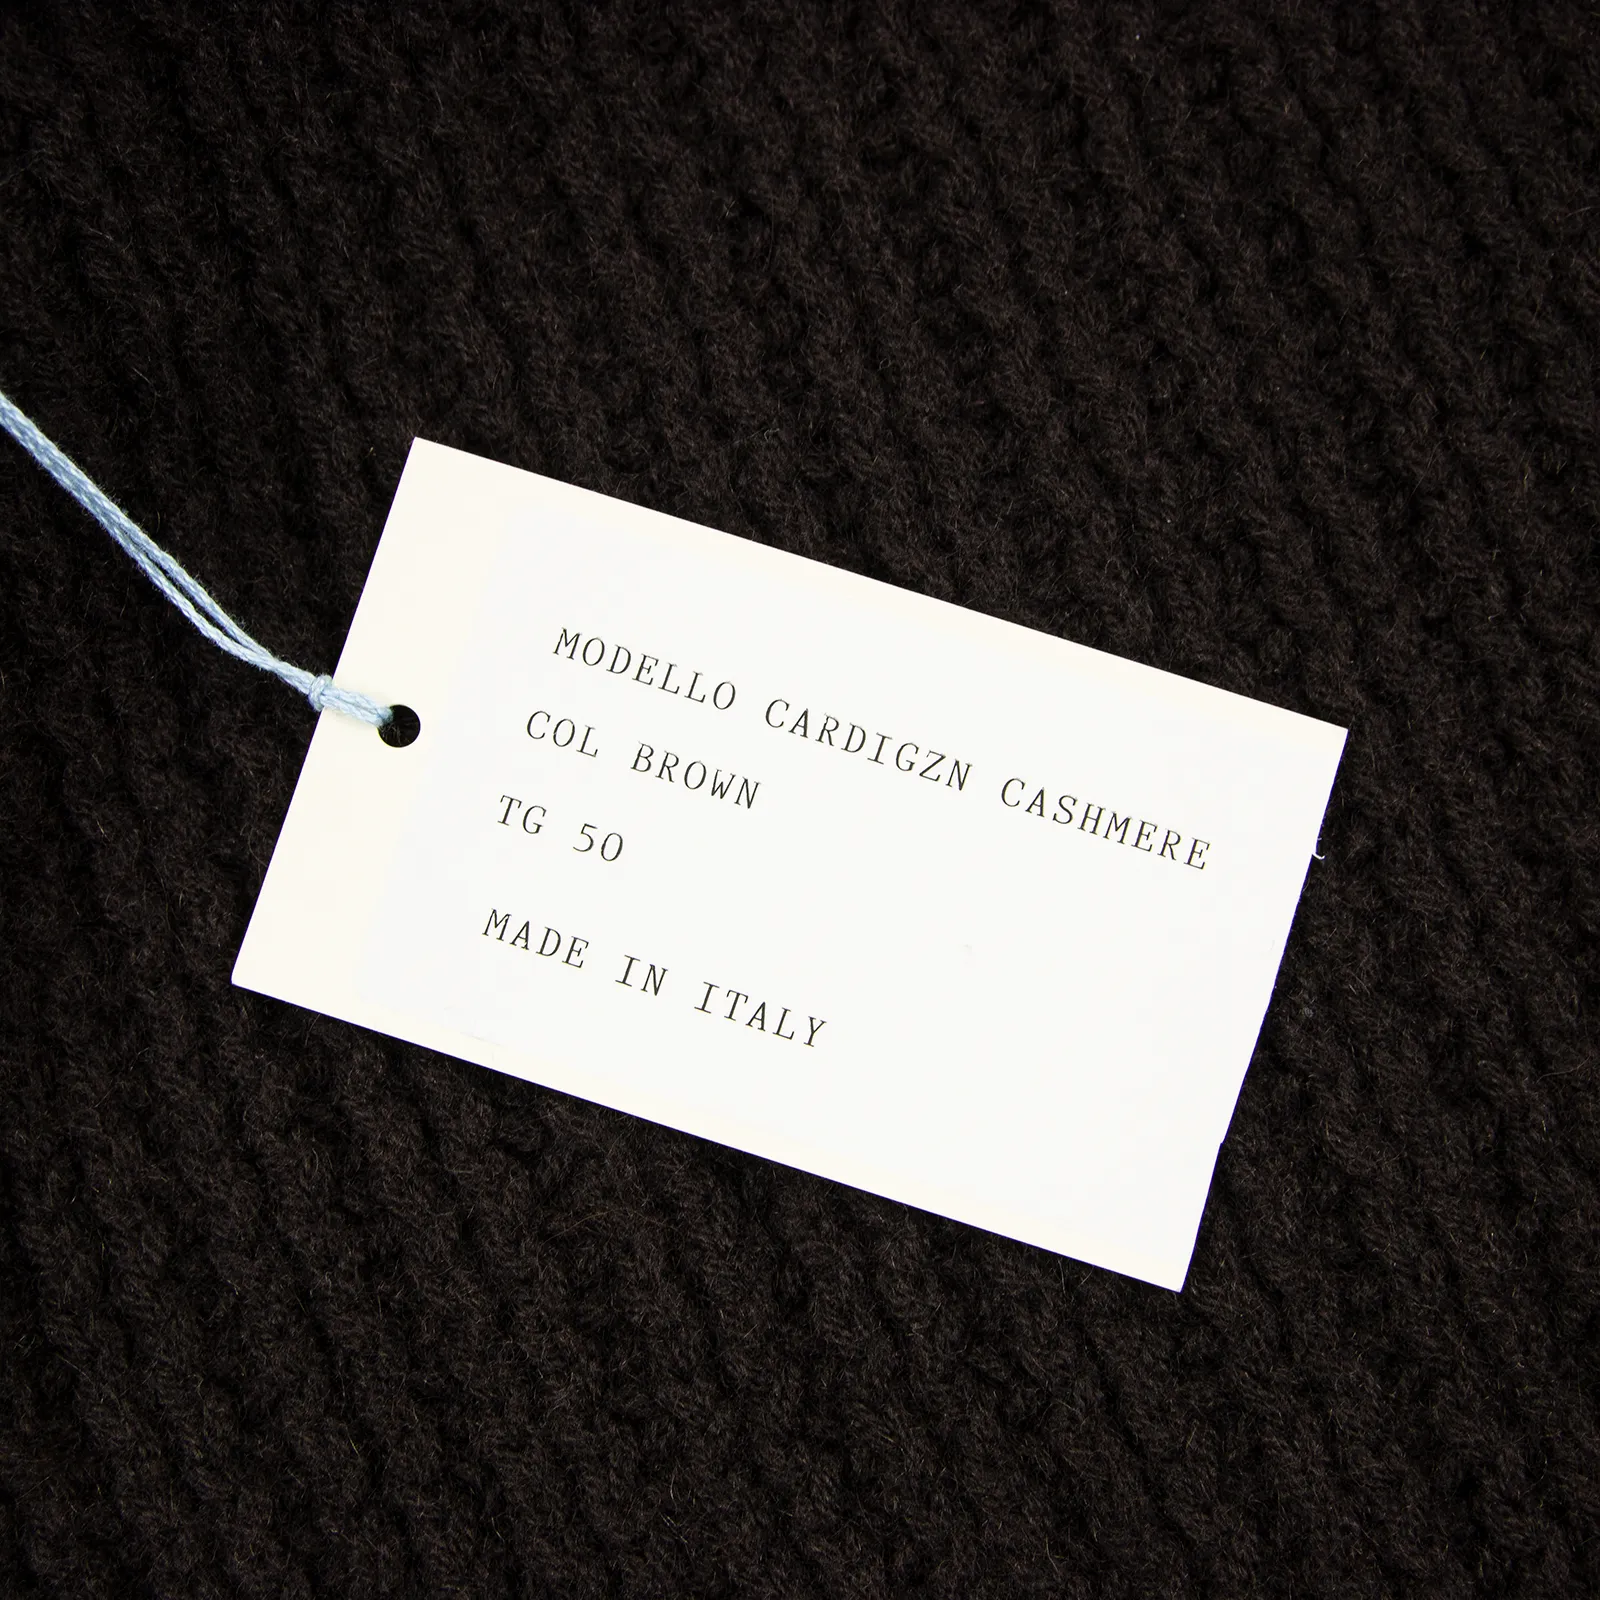 MODELLO CARDIGZN CASHMERE
COL BROWN
TG 50
MADE IN ITALY